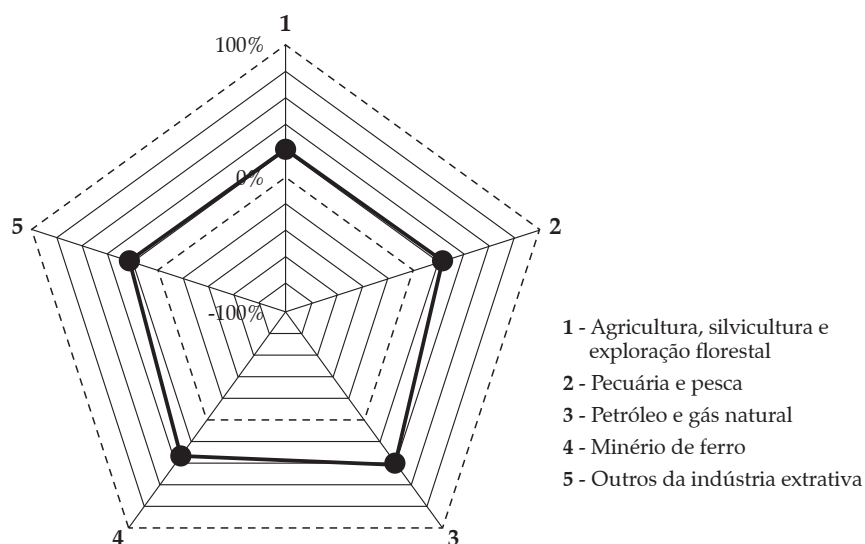 1
100%
0%
5
2
-100%
4
3
1 - Agricultura, silvicultura e
exploração florestal
2 - Pecuária e pesca
3 - Petróleo e gás natural
4 - Minério de ferro
5 - Outros da indústria extrativa